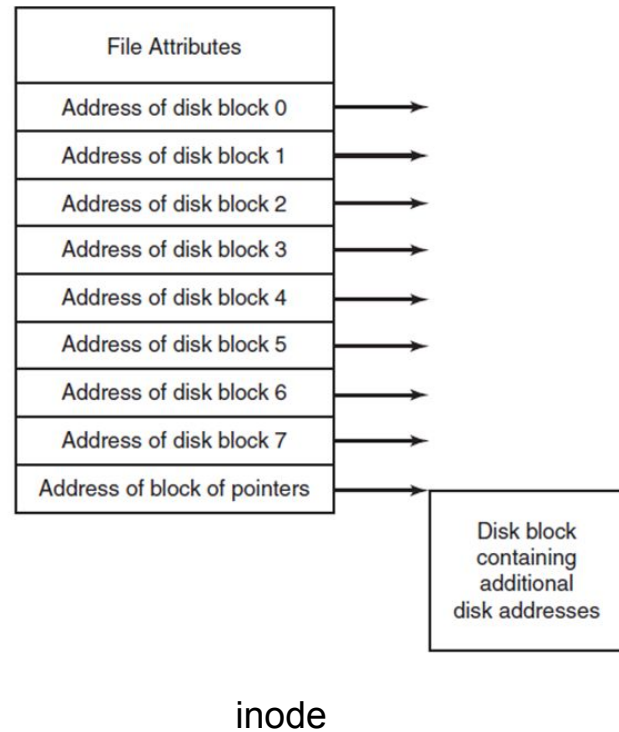 File Attributes
Address of disk block 0
Address of disk block 1
Address of disk block 2
Address of disk block 3
Address of disk block 4
Address of disk block 5
Address of disk block 6
Address of disk block 7
Address of block of pointers
Disk block
containing
additional
disk addresses
inode